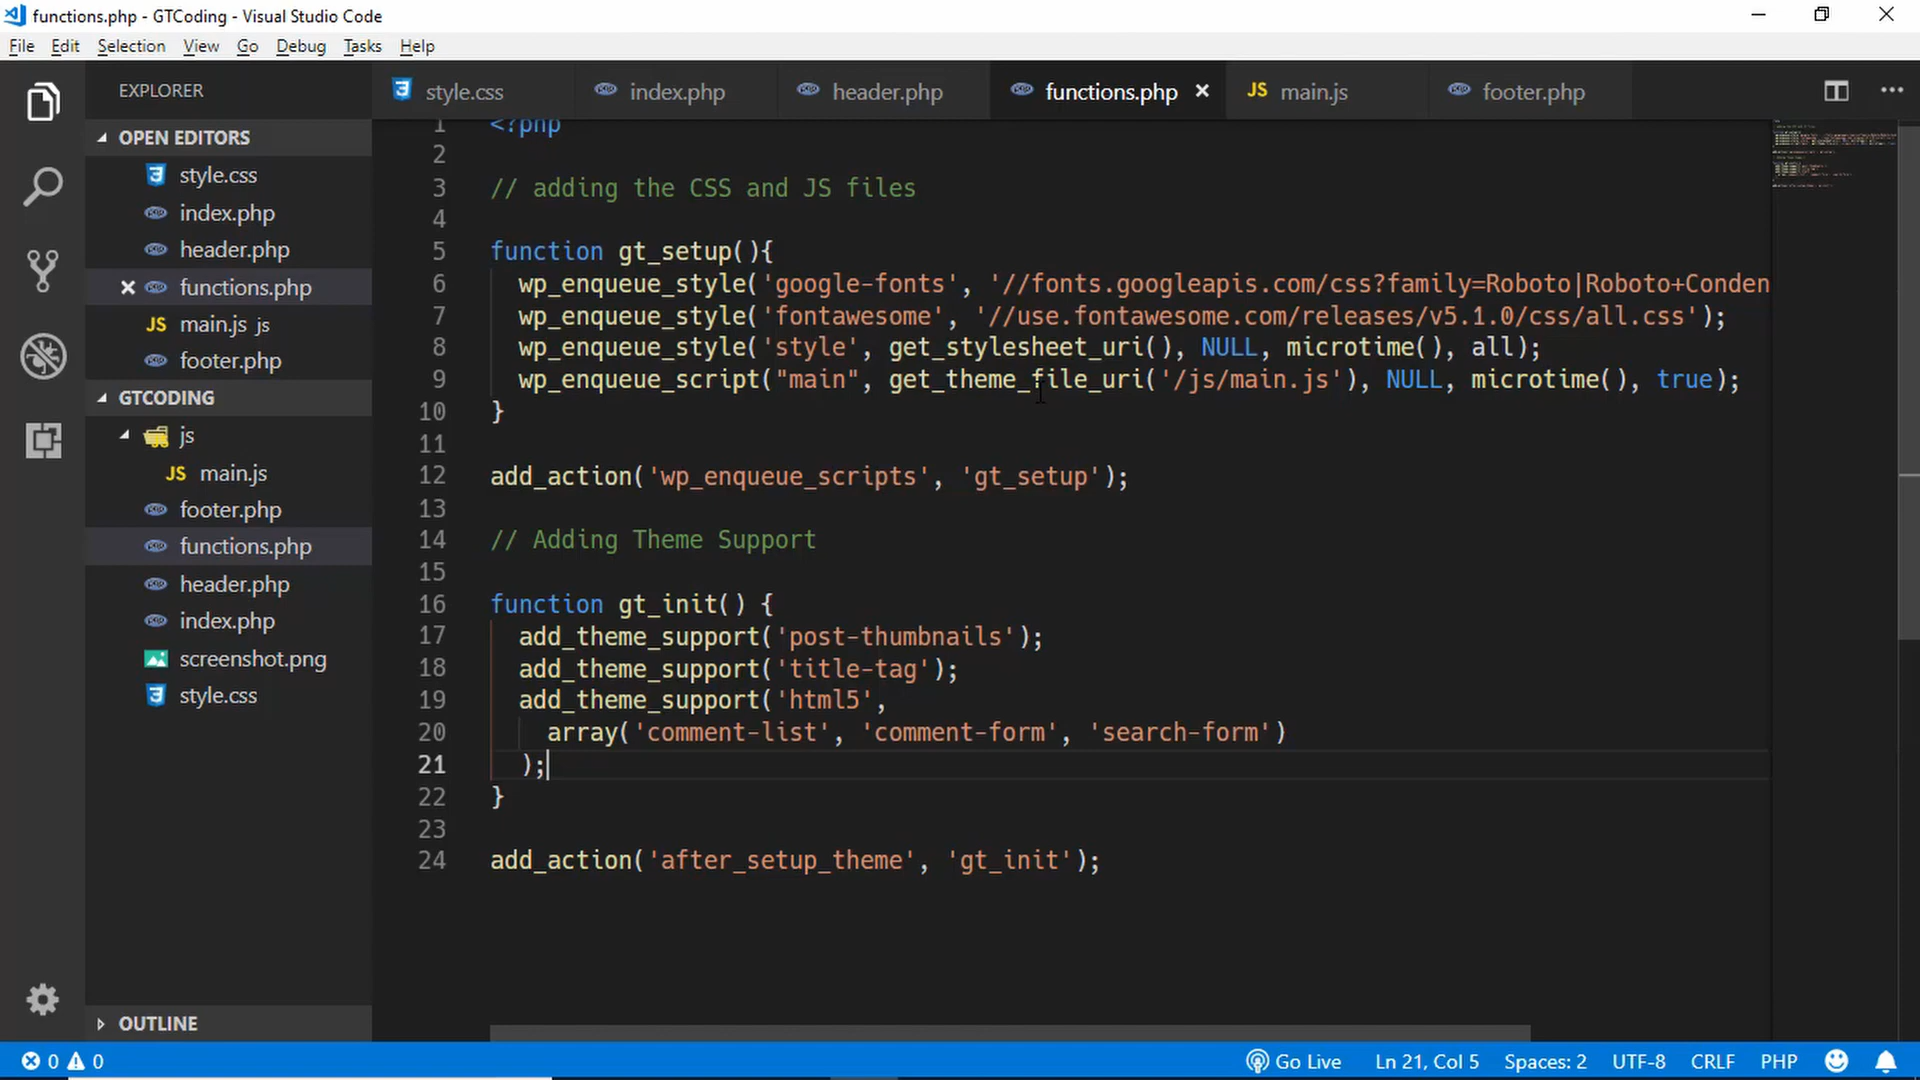 functions.php - GTCoding - Visual Studio Code
File Edit Selection View Go Debug Tasks Help
EXPLORER
OPEN EDITORS
style.css
index.php
header.php
functions.php
JS main.js js
footer.php
GTCODING
js
JS main.js
footer.php
functions.php
header.php
index.php
screenshot.png
style.css
OUTLINE
style.css index.php header.php functions.php JS main.js footer.php
1 <?php
2
3 // adding the CSS and JS files
4
5 function gt_setup(){
6 wp_enqueue_style('google-fonts', '//fonts.googleapis.com/css?family=Roboto|Roboto+Conden
7 wp_enqueue_style('fontawesome', '//use.fontawesome.com/releases/v5.1.0/css/all.css');
8 wp_enqueue_style('style', get_stylesheet_uri(), NULL, microtime(), all);
9 wp_enqueue_script("main", get_theme_file_uri('/js/main.js'), NULL, microtime(), true);
10 }
11
12 add_action('wp_enqueue_scripts', 'gt_setup');
13
14 // Adding Theme Support
15
16 function gt_init() {
17 add_theme_support('post-thumbnails');
18 add_theme_support('title-tag');
19 add_theme_support('html5',
20 array('comment-list', 'comment-form', 'search-form')
21 );
22 }
23
24 add_action('after_setup_theme', 'gt_init');
0 0 Go Live Ln 21, Col 5 Spaces: 2 UTF-8 CRLF PHP